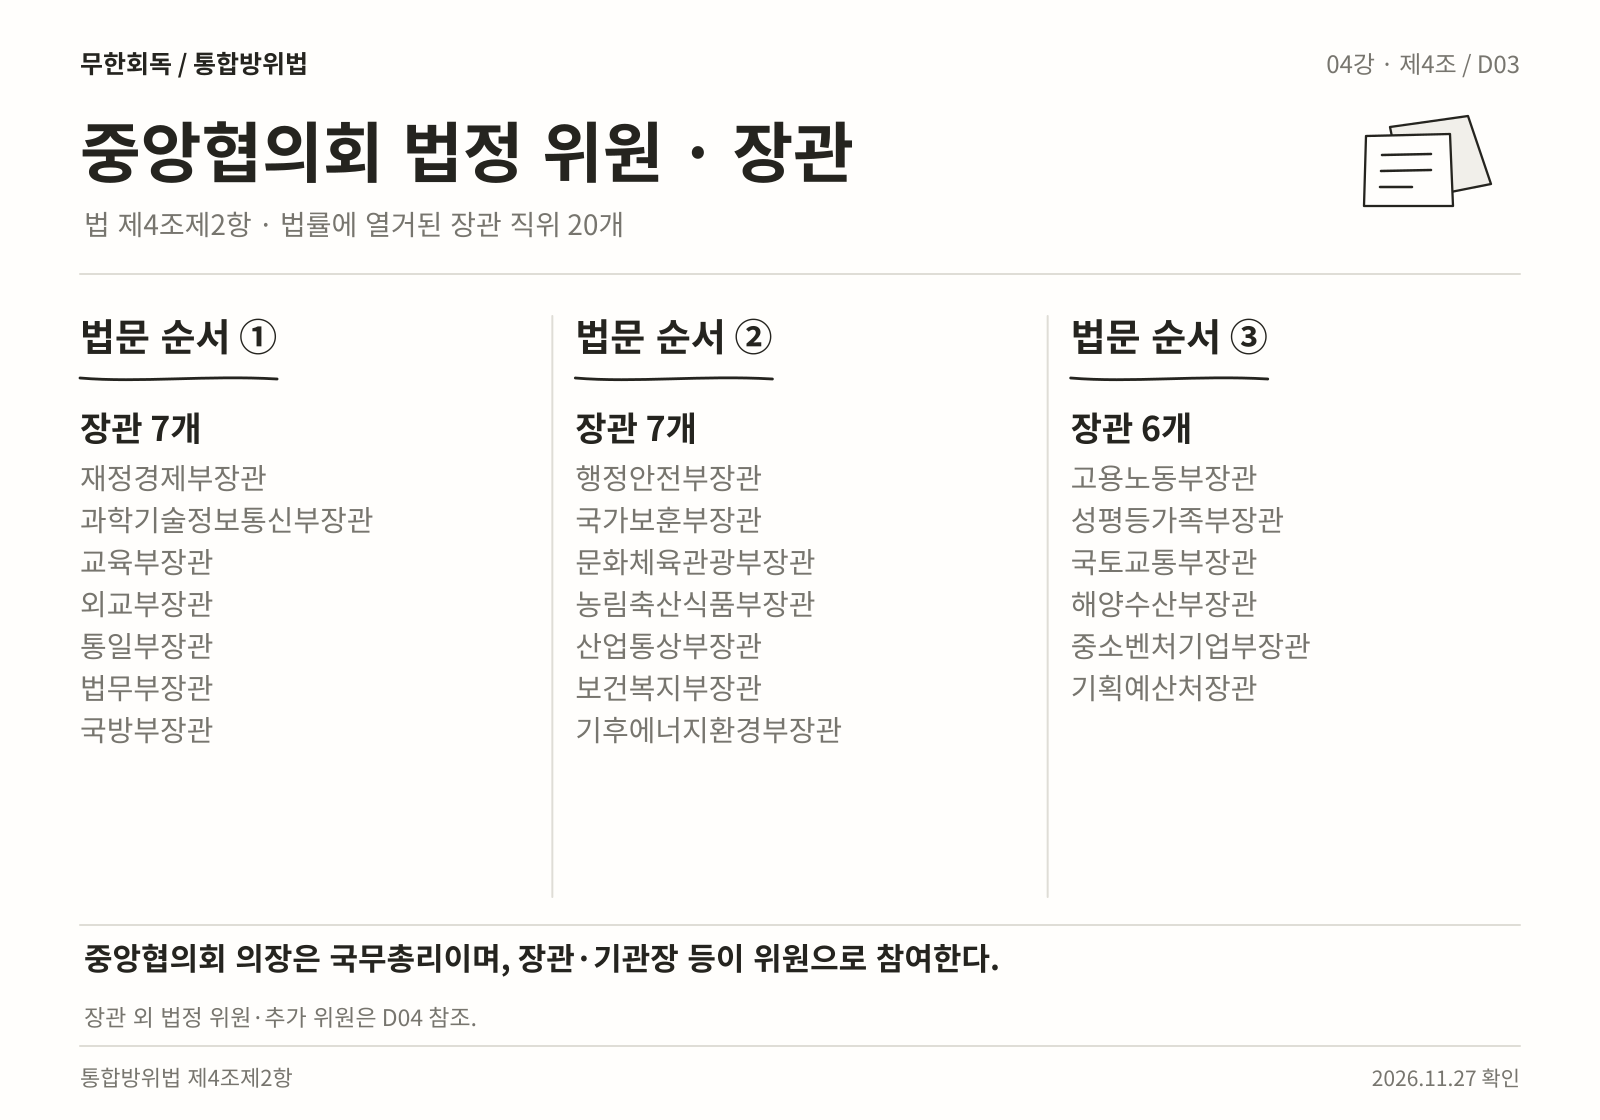 무한회독 / 통합방위법
04강 · 제4조 / D03
중앙협의회 법정 위원 · 장관
법 제4조제2항 · 법률에 열거된 장관 직위 20개
법문 순서 ①
장관 7개
재정경제부장관
과학기술정보통신부장관
교육부장관
외교부장관
통일부장관
법무부장관
국방부장관
법문 순서 ②
장관 7개
행정안전부장관
국가보훈부장관
문화체육관광부장관
농림축산식품부장관
산업통상부장관
보건복지부장관
기후에너지환경부장관
법문 순서 ③
장관 6개
고용노동부장관
성평등가족부장관
국토교통부장관
해양수산부장관
중소벤처기업부장관
기획예산처장관
중앙협의회 의장은 국무총리이며, 장관·기관장 등이 위원으로 참여한다.
장관 외 법정 위원·추가 위원은 D04 참조.
통합방위법 제4조제2항
2026.11.27 확인